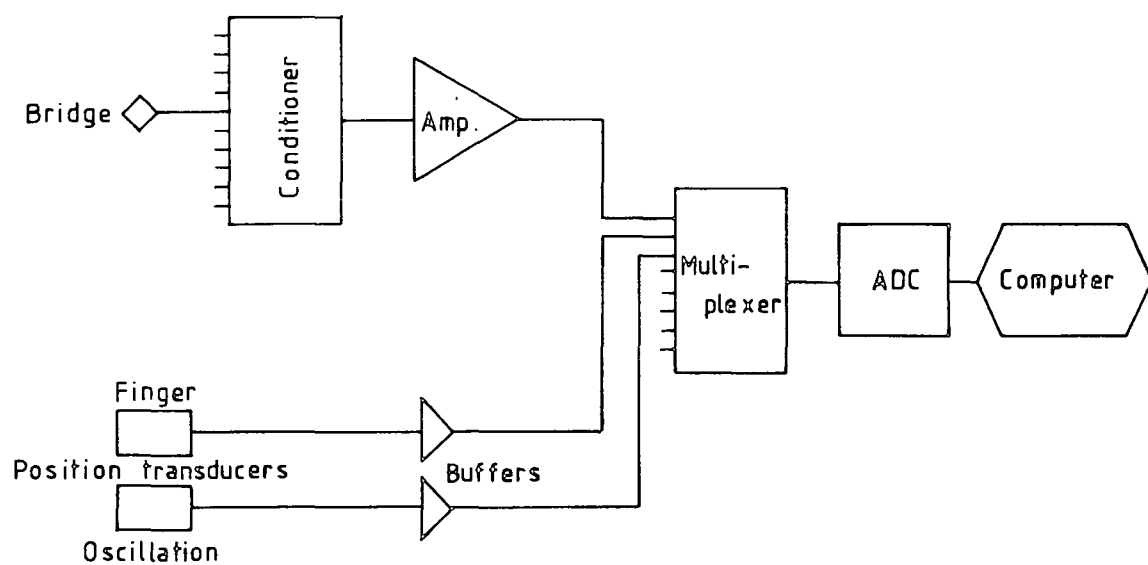 Bridge
Conditioner
Amp.
Multi-
plexer
ADC
Computer
Finger
Position transducers
Buffers
Oscillation